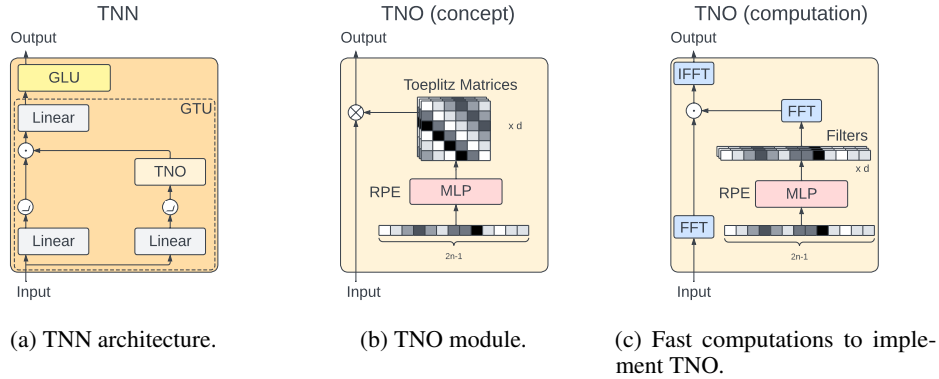 TNN
Output
GLU
GTU
Linear
TNO
Linear
Linear
Input
(a) TNN architecture.
TNO (concept)
Output
Toeplitz Matrices
x d
RPE
MLP
2n-1
Input
(b) TNO module.
TNO (computation)
Output
IFFT
FFT
Filters
x d
RPE
MLP
FFT
2n-1
Input
(c) Fast computations to imple-
ment TNO.